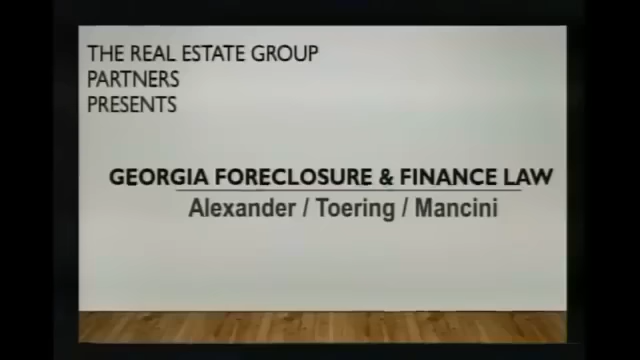 THE REAL ESTATE GROUP
PARTNERS
PRESENTS
GEORGIA FORECLOSURE & FINANCE LAW
Alexander / Toering / Mancini